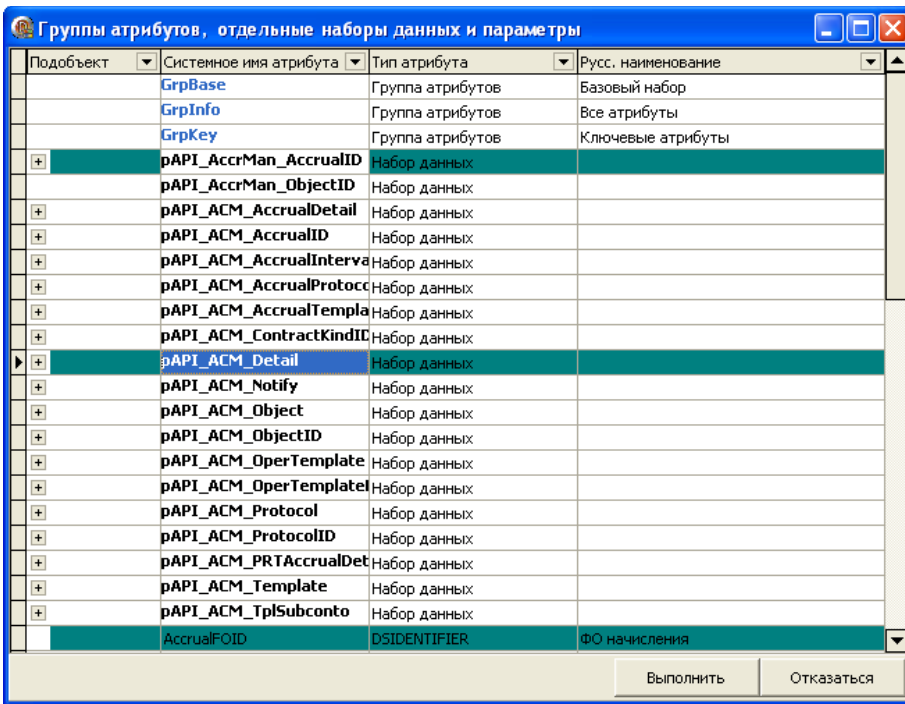 Группы атрибутов, отдельные наборы данных и параметры
Подобъект Системное имя атрибута Тип атрибута Русс. наименование
GrpBase Группа атрибутов Базовый набор
GrpInfo Группа атрибутов Все атрибуты
GrpKey Группа атрибутов Ключевые атрибуты
pAPI_AccrMan_AccrualID Набор данных
pAPI_AccrMan_ObjectID Набор данных
pAPI_ACM_AccrualDetail Набор данных
pAPI_ACM_AccrualID Набор данных
pAPI_ACM_AccrualInterva Набор данных
pAPI_ACM_AccrualProtoco Набор данных
pAPI_ACM_AccrualTempla Набор данных
pAPI_ACM_ContractKindID Набор данных
pAPI_ACM_Detail Набор данных
pAPI_ACM_Notify Набор данных
pAPI_ACM_Object Набор данных
pAPI_ACM_ObjectID Набор данных
pAPI_ACM_OperTemplate Набор данных
pAPI_ACM_OperTemplateI Набор данных
pAPI_ACM_Protocol Набор данных
pAPI_ACM_ProtocolID Набор данных
pAPI_ACM_PRTAccrualDet Набор данных
pAPI_ACM_Template Набор данных
pAPI_ACM_TplSubconto Набор данных
AccrualFOID DSIDENTIFIER ФО начисления
Выполнить Отказаться